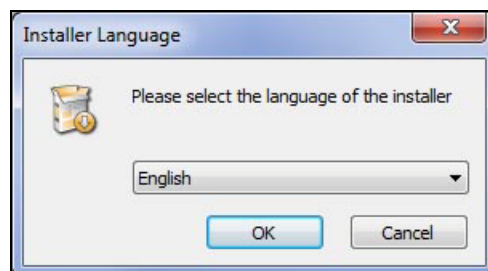 Installer Language
Please select the language of the installer
English
OK
Cancel